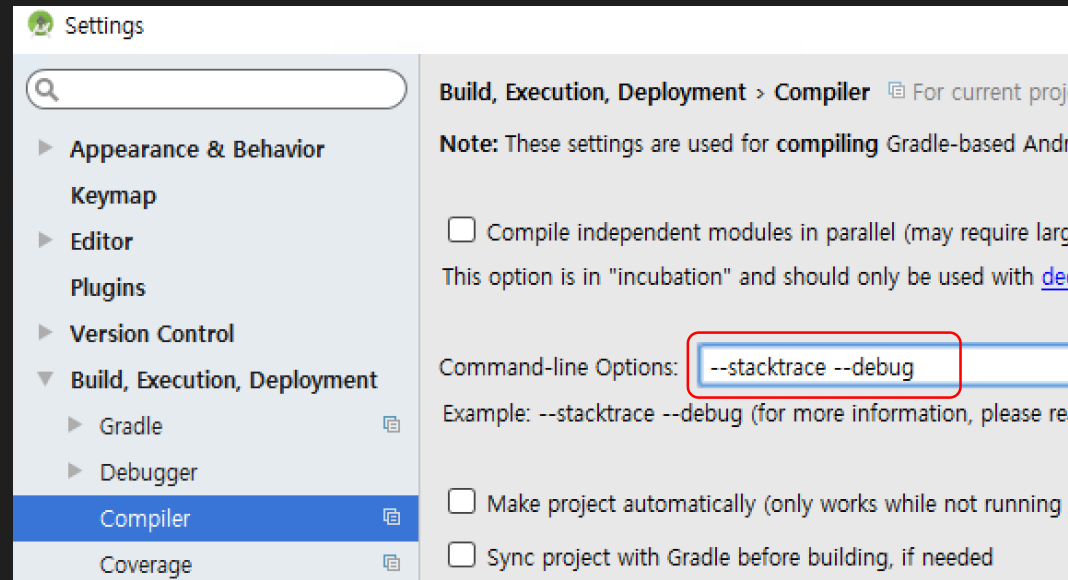 Settings
Appearance & Behavior
Keymap
Editor
Plugins
Version Control
Build, Execution, Deployment
Gradle
Debugger
Compiler
Coverage
Build, Execution, Deployment › Compiler For current proj
Note: These settings are used for compiling Gradle-based Andr
Compile independent modules in parallel (may require larg
This option is in "incubation" and should only be used with de
Command-line Options: --stacktrace --debug
Example: --stacktrace --debug (for more information, please re
Make project automatically (only works while not running
Sync project with Gradle before building, if needed